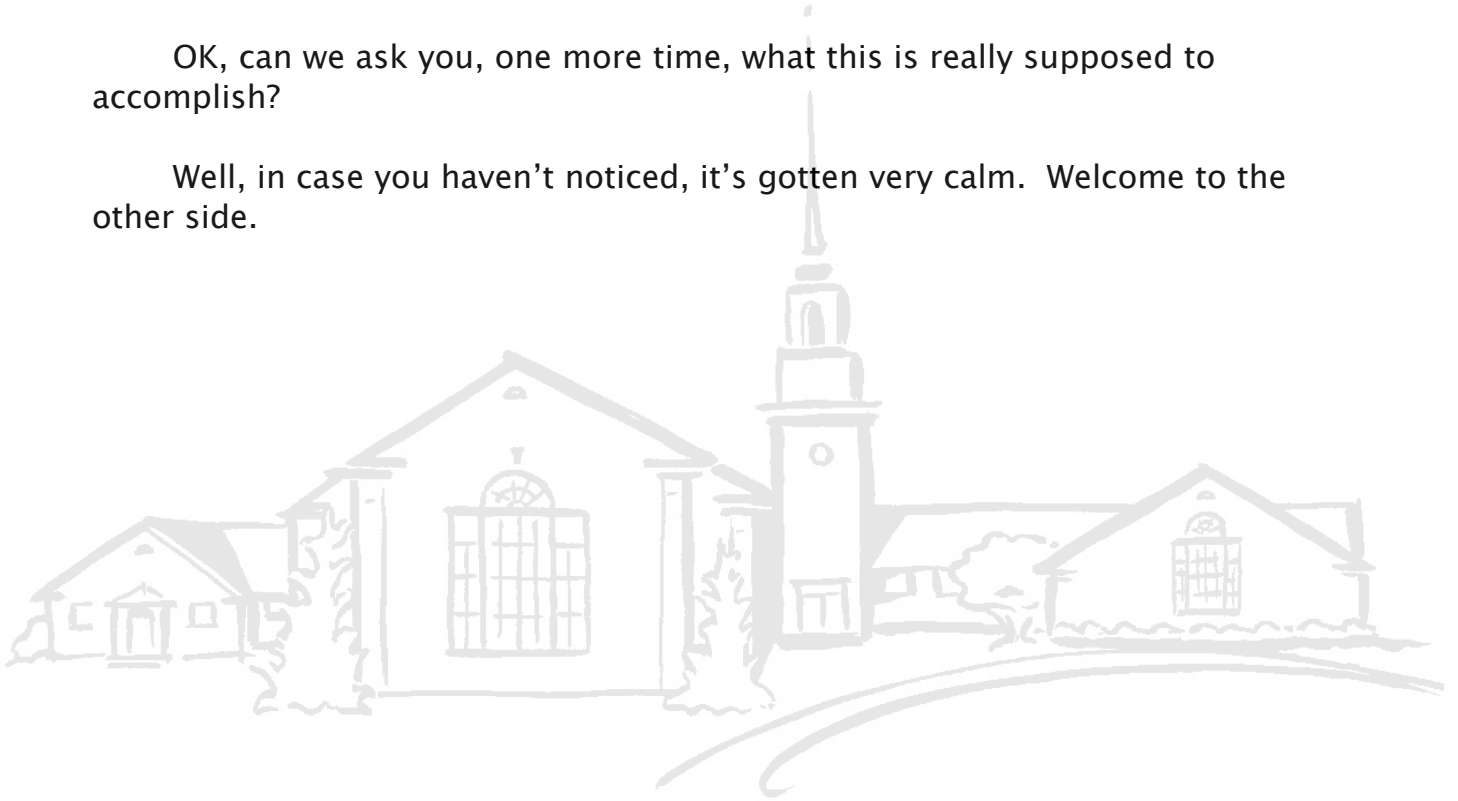 OK, can we ask you, one more time, what this is really supposed to
accomplish?
Well, in case you haven’t noticed, it’s gotten very calm.  Welcome to the
other side.